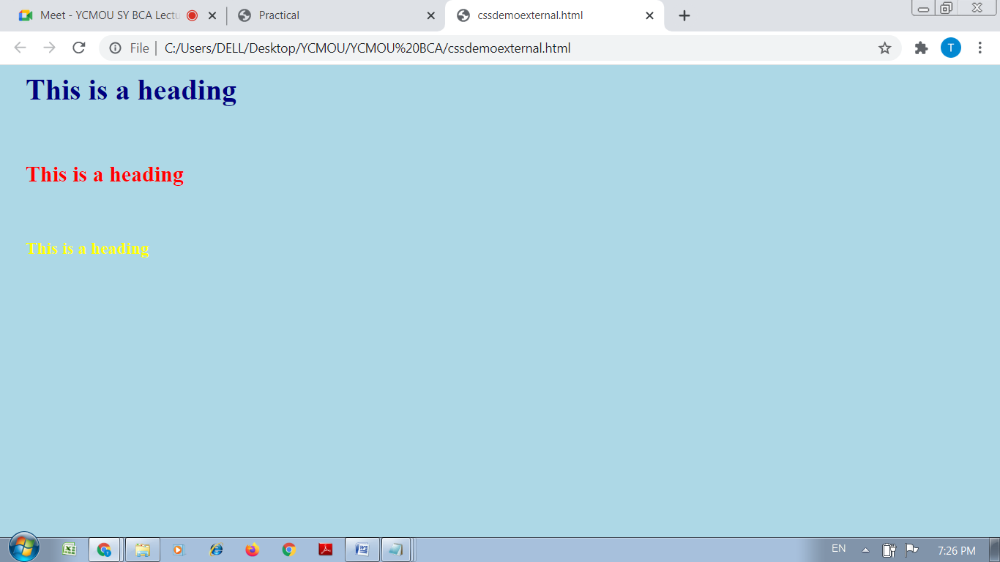 Meet - YCMOU SY BCA Lectu
Practical
cssdemoexternal.html
File | C:/Users/DELL/Desktop/YCMOU/YCMOU%20BCA/cssdemoexternal.html
T
This is a heading
This is a heading
This is a heading
EN
7:26 PM